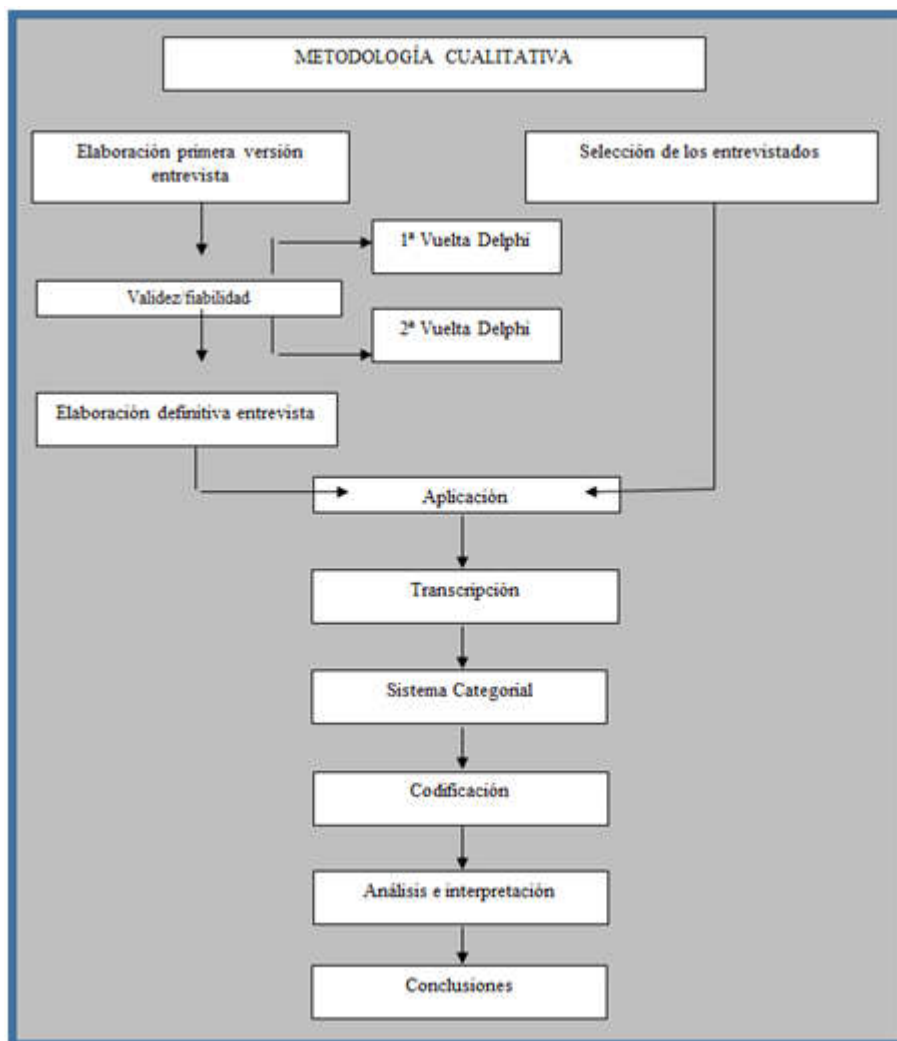 METODOLOGÍA CUALITATIVA
Elaboración primera versión
entrevista
Selección de los entrevistados
1ª Vuelta Delphi
Validez/fiabilidad
2ª Vuelta Delphi
Elaboración definitiva entrevista
Aplicación
Transcripción
Sistema Categorial
Codificación
Análisis e interpretación
Conclusiones